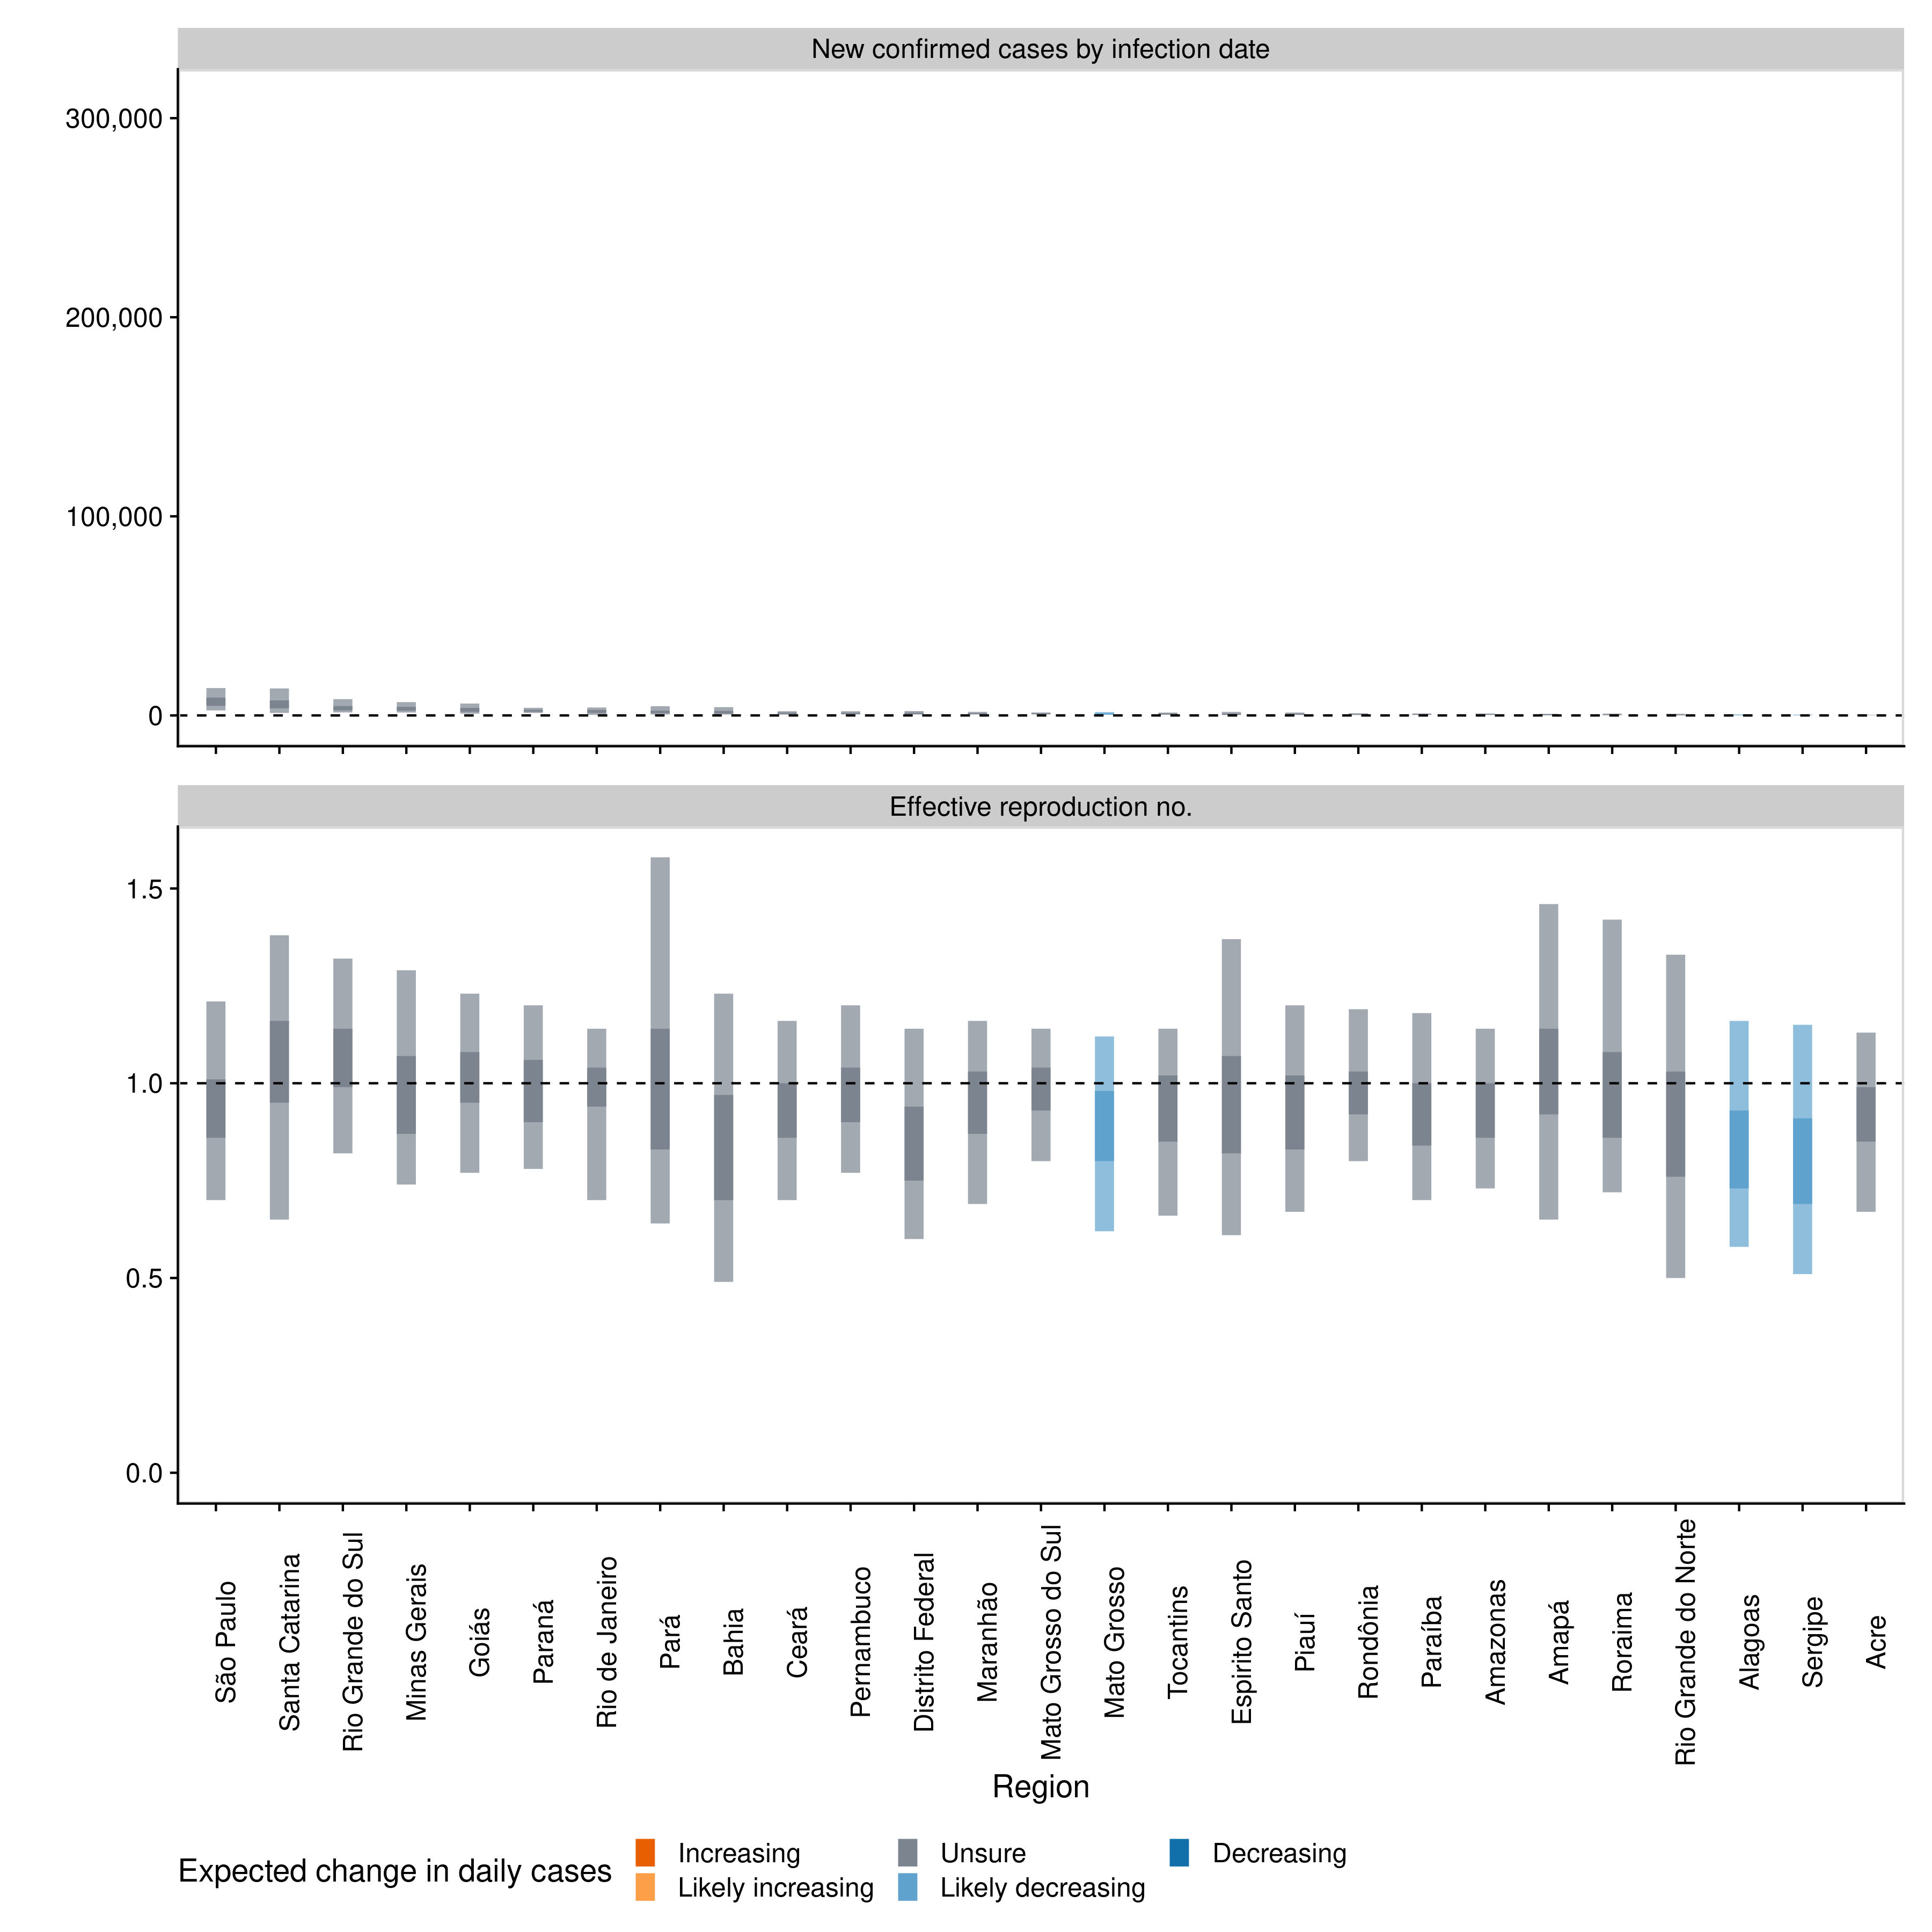 New confirmed cases by infection date
300,000
200,000
100,000
0
Effective reproduction no.
1.5
1.0
0.5
0.0
São Paulo
Santa Catarina
Rio Grande do Sul
Minas Gerais
Goiás
Paraná
Rio de Janeiro
Pará
Bahia
Ceará
Pernambuco
Distrito Federal
Maranhão
Mato Grosso do Sul
Mato Grosso
Tocantins
Espirito Santo
Piauí
Rondônia
Paraíba
Amazonas
Amapá
Roraima
Rio Grande do Norte
Alagoas
Sergipe
Acre
Region
Expected change in daily cases
Increasing
Likely increasing
Unsure
Likely decreasing
Decreasing